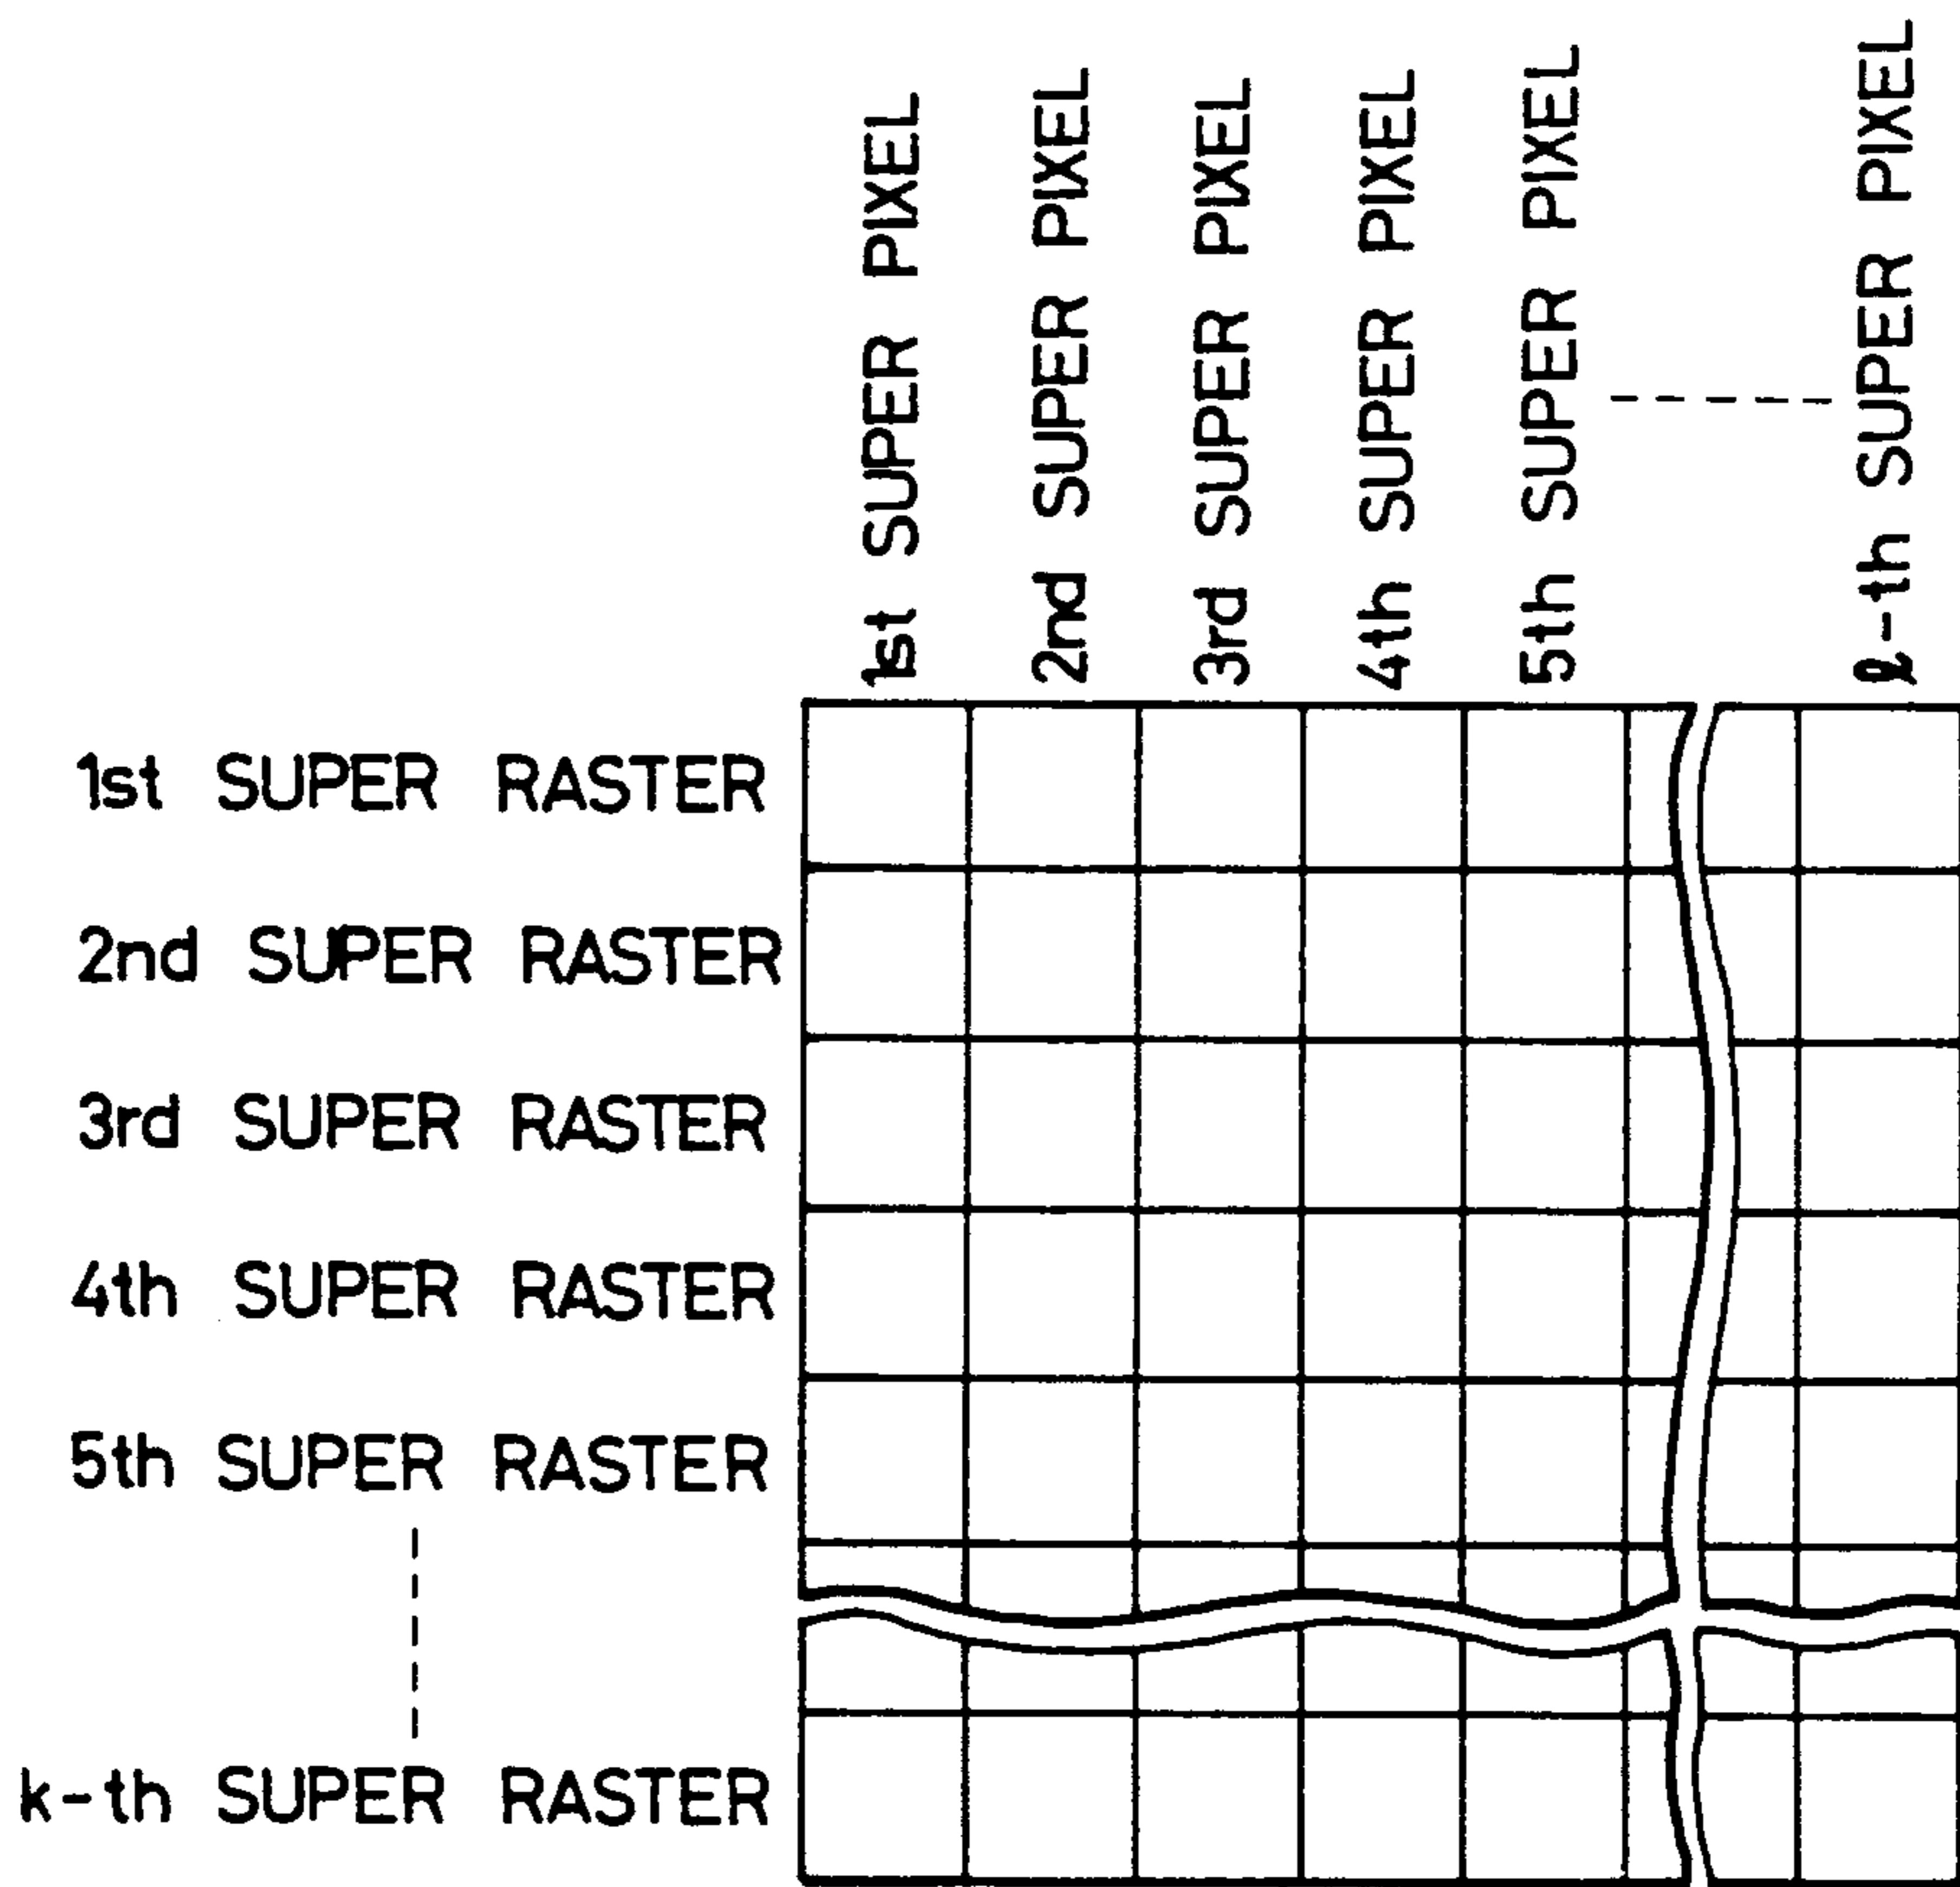 1st SUPER PIXEL
2nd SUPER PIXEL
3rd SUPER PIXEL
4th SUPER PIXEL
5th SUPER PIXEL
ℓ-th SUPER PIXEL
1st SUPER RASTER
2nd SUPER RASTER
3rd SUPER RASTER
4th SUPER RASTER
5th SUPER RASTER
k-th SUPER RASTER